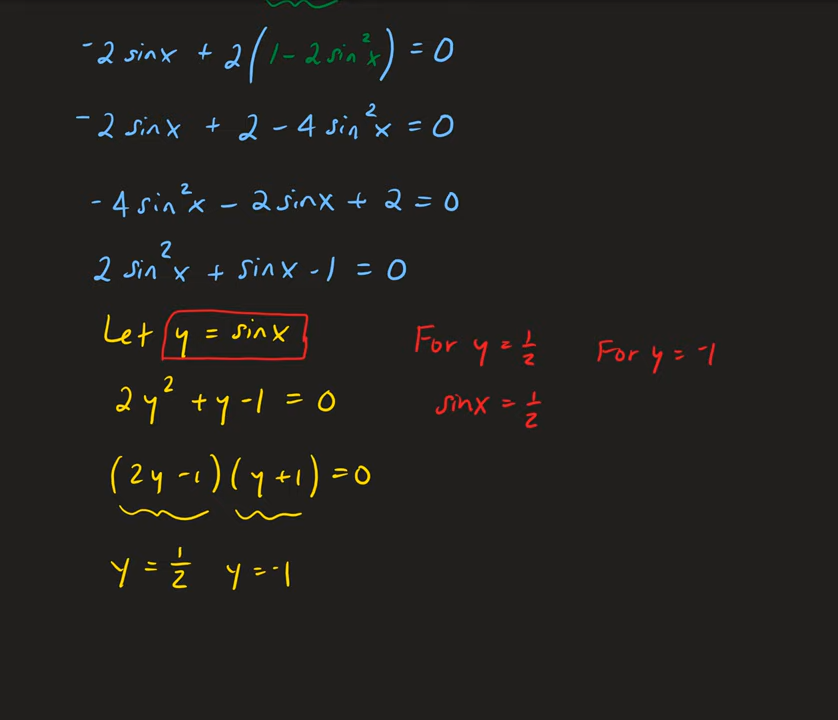 -2 sinx + 2(1 - 2 sin²x) = 0
-2 sinx + 2 - 4 sin²x = 0
-4 sin²x - 2 sinx + 2 = 0
2 sin²x + sinx - 1 = 0
Let y = sinx
2y² + y - 1 = 0
(2y - 1)(y + 1) = 0
y = 1/2 y = -1
For y = 1/2
sinx = 1/2
For y = -1